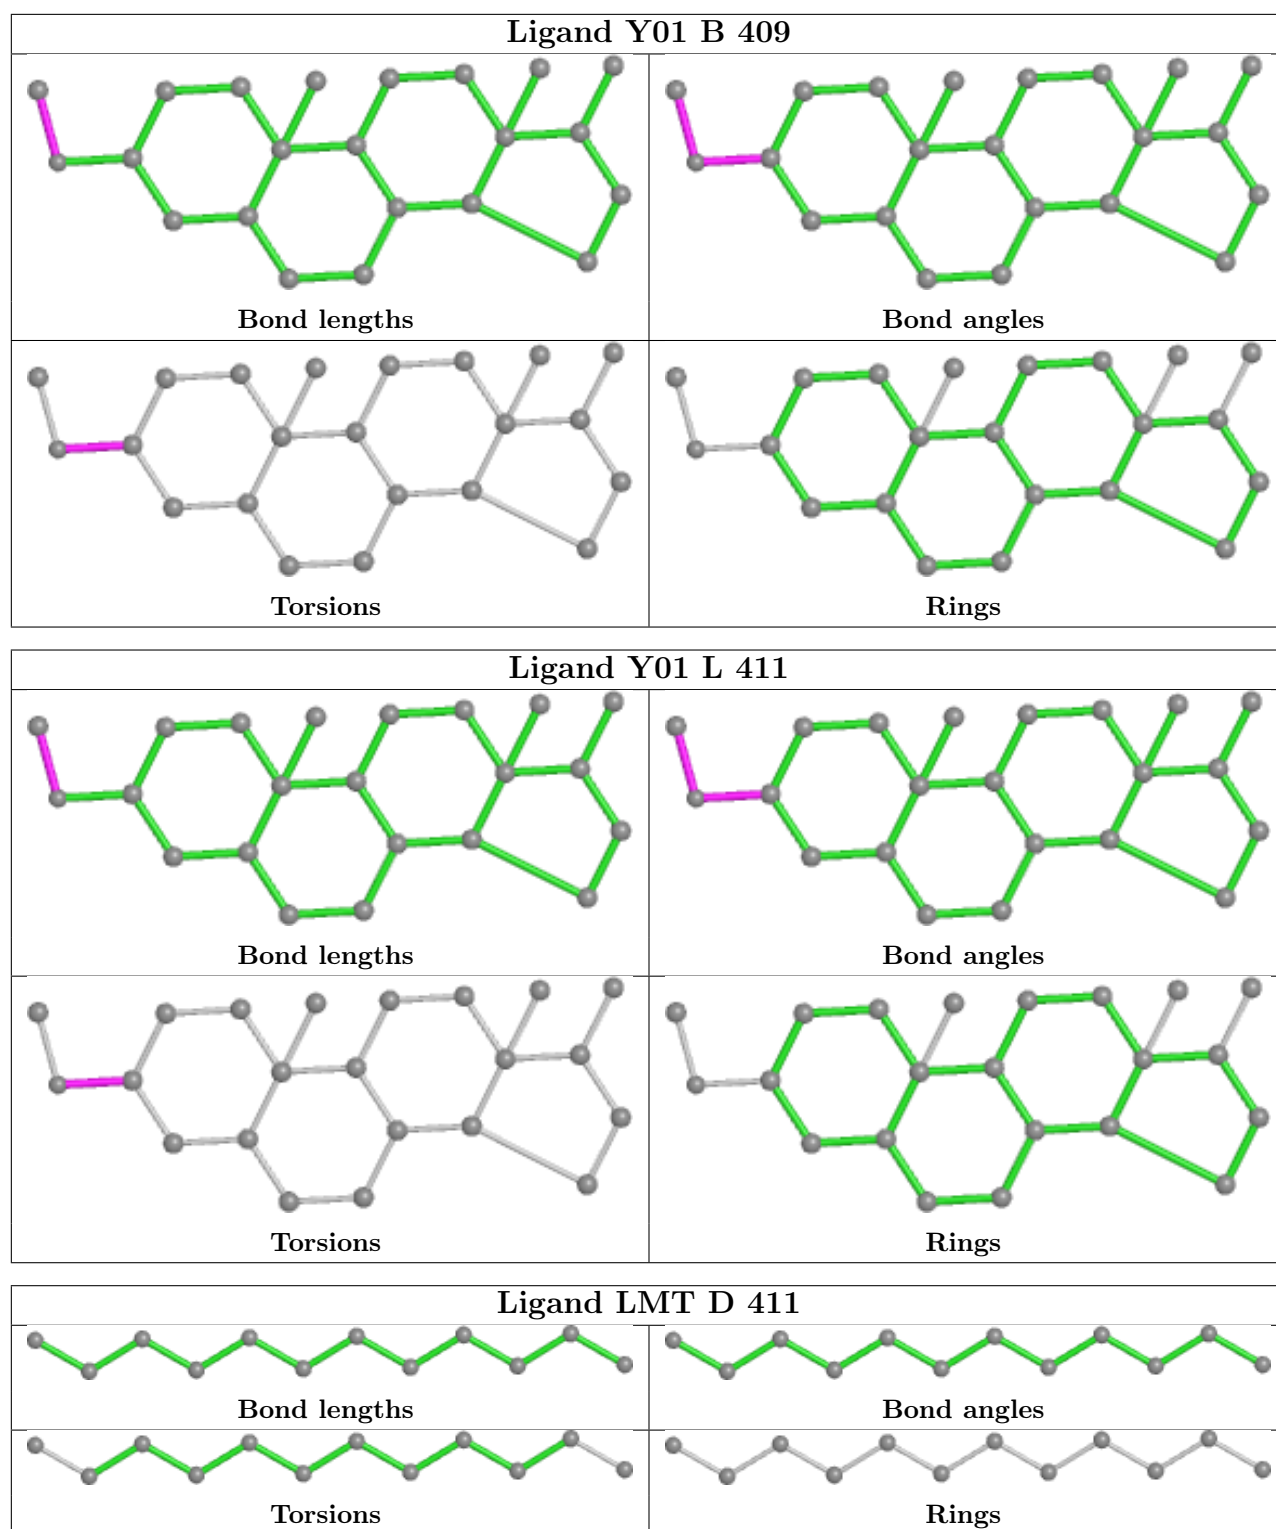 Ligand Y01 B 409
Bond lengths
Bond angles
Torsions
Rings
Ligand Y01 L 411
Bond lengths
Bond angles
Torsions
Rings
Ligand LMT D 411
Bond lengths
Bond angles
Torsions
Rings